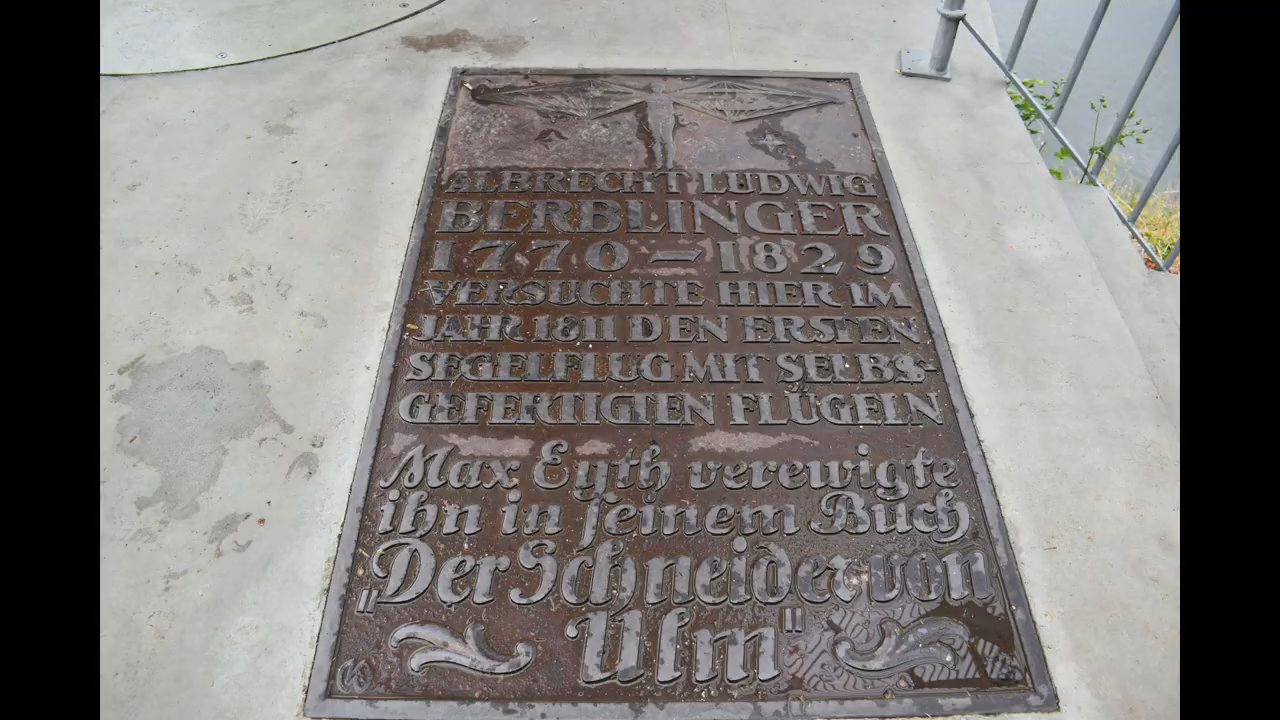 ALBRECHT LUDWIG
BERBLINGER
1770 – 1829
VERSUCHTE HIER IM
JAHR 1811 DEN ERSTEN
SEGELFLUG MIT SELBS-
GEFERTIGTEN FLÜGELN
Max Eyth verewigte
ihn in seinem Buch
"Der Schneider von
Ulm"